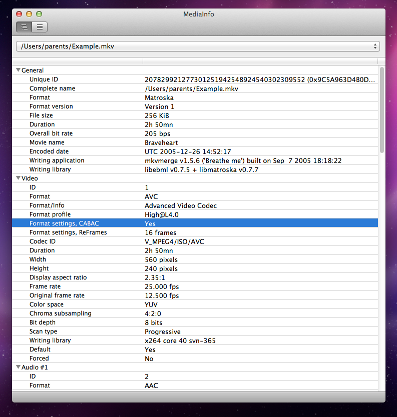 MediaInfo
/Users/parents/Example.mkv
General
Unique ID 207829921277301251942548924540302309552 (0x9C5A963D4B0D...
Complete name /Users/parents/Example.mkv
Format Matroska
Format version Version 1
File size 256 KiB
Duration 2h 50mn
Overall bit rate 205 bps
Movie name Braveheart
Encoded date UTC 2005-12-26 14:52:17
Writing application mkvmerge v1.5.6 ('Breathe me') built on Sep 7 2005 18:18:22
Writing library libebml v0.7.5 + libmatroska v0.7.7
Video
ID 1
Format AVC
Format/Info Advanced Video Codec
Format profile High@L4.0
Format settings, CABAC Yes
Format settings, ReFrames 16 frames
Codec ID V_MPEG4/ISO/AVC
Duration 2h 50mn
Width 560 pixels
Height 240 pixels
Display aspect ratio 2.35:1
Frame rate 25.000 fps
Original frame rate 12.500 fps
Color space YUV
Chroma subsampling 4:2:0
Bit depth 8 bits
Scan type Progressive
Writing library x264 core 40 svn-365
Default Yes
Forced No
Audio #1
ID 2
Format AAC